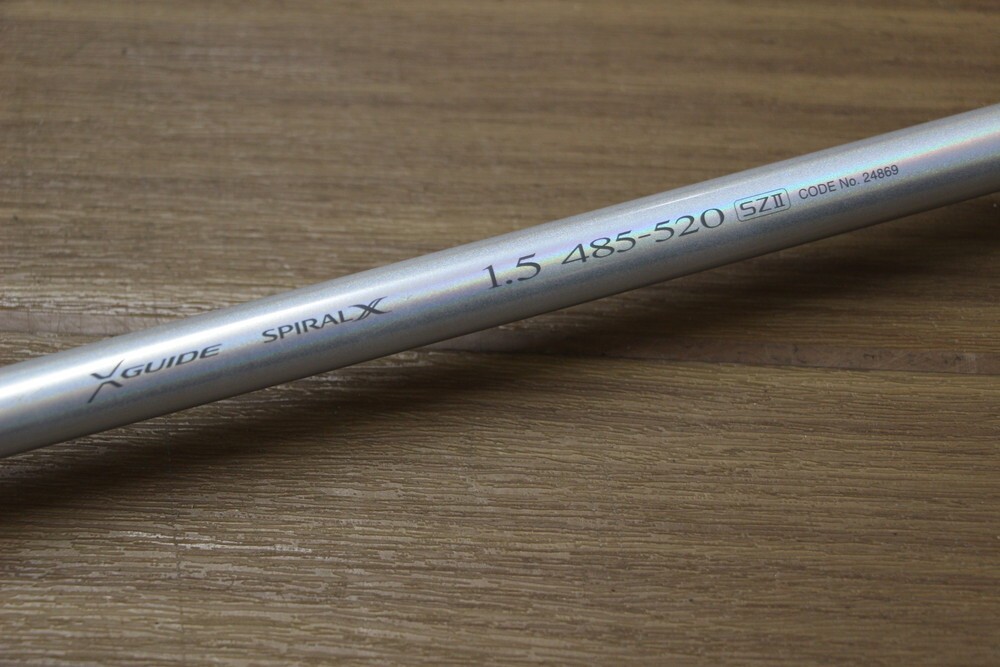 XGUIDE SPIRALX 1.5 485-520 SZII CODE No. 24869